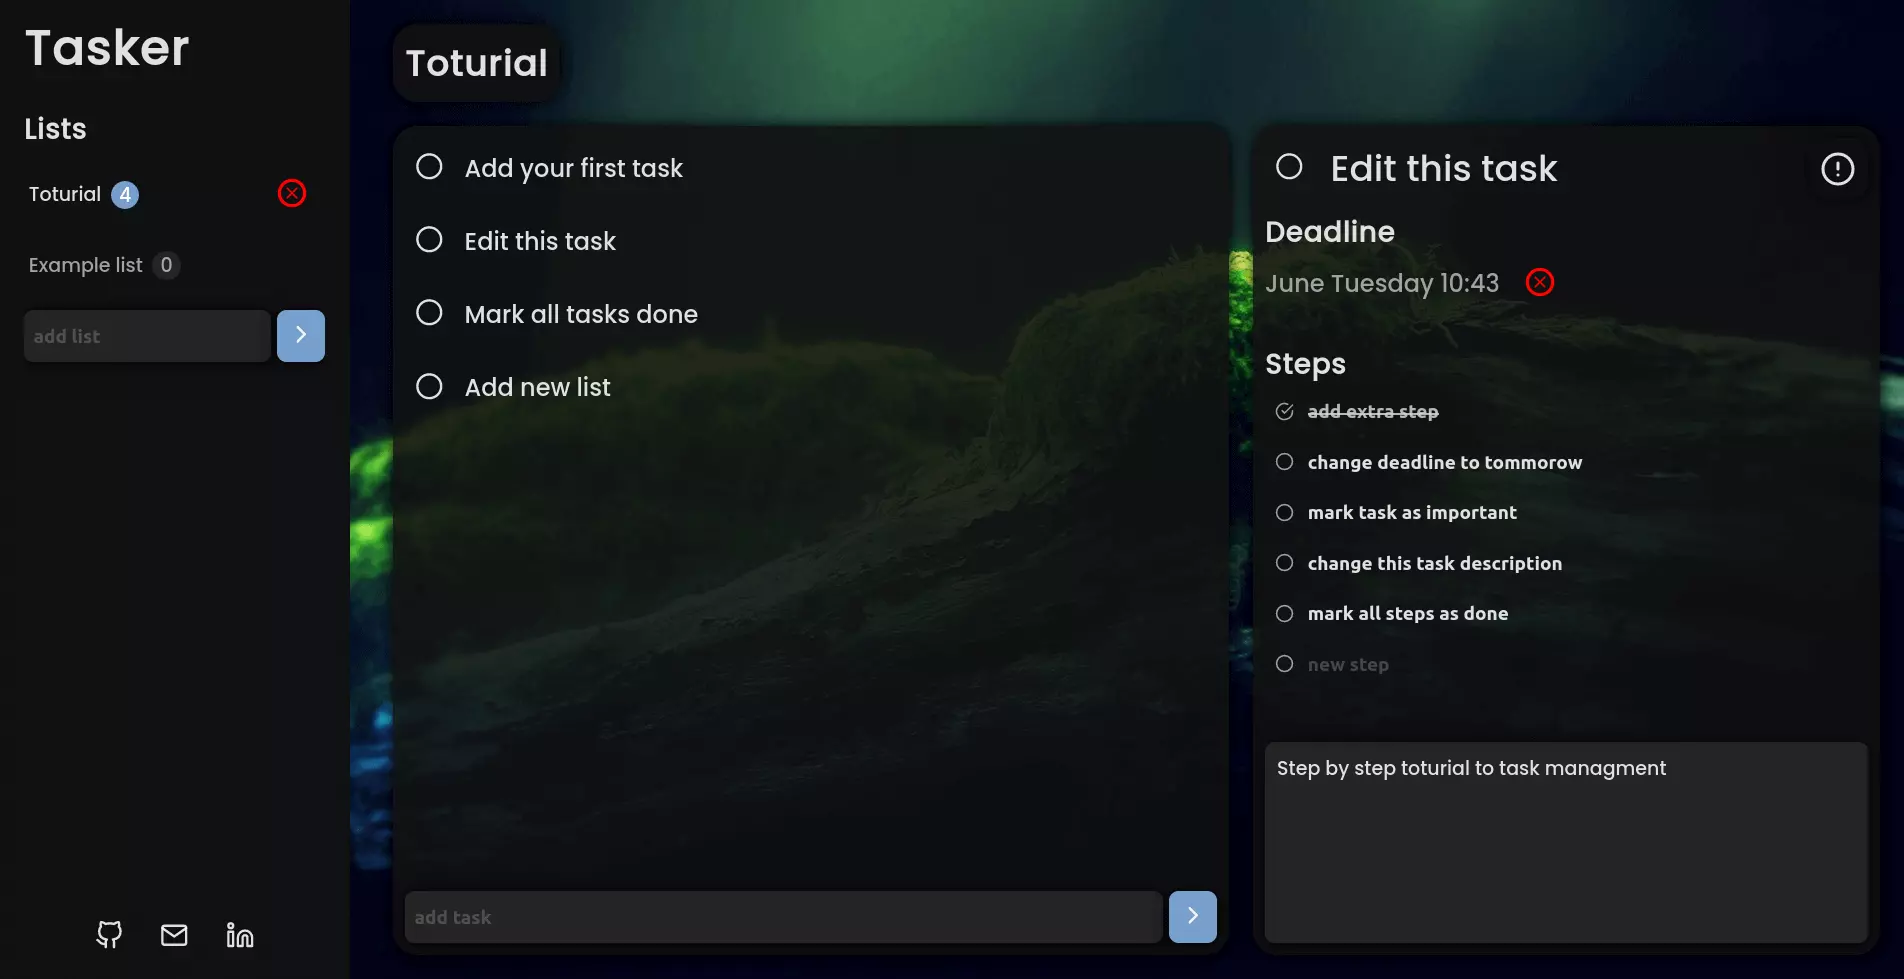 Tasker
Lists
Toturial 4
Example list 0
add list
Toturial
Add your first task
Edit this task
Mark all tasks done
Add new list
add task
Edit this task
Deadline
June Tuesday 10:43
Steps
add extra step
change deadline to tommorow
mark task as important
change this task description
mark all steps as done
new step
Step by step toturial to task managment